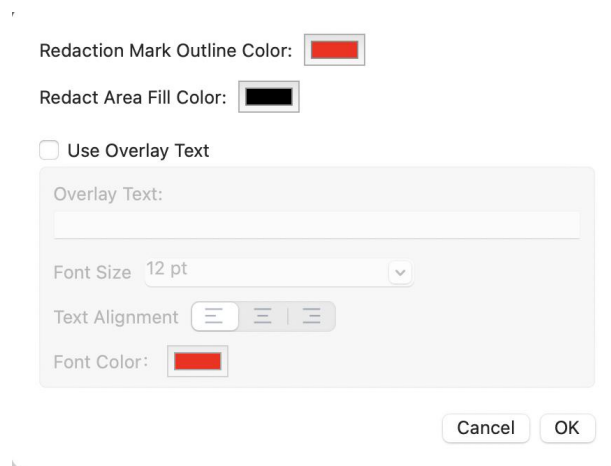 Redaction Mark Outline Color:
Redact Area Fill Color:
Use Overlay Text
Overlay Text:
Font Size 12 pt
Text Alignment
Font Color:
Cancel OK